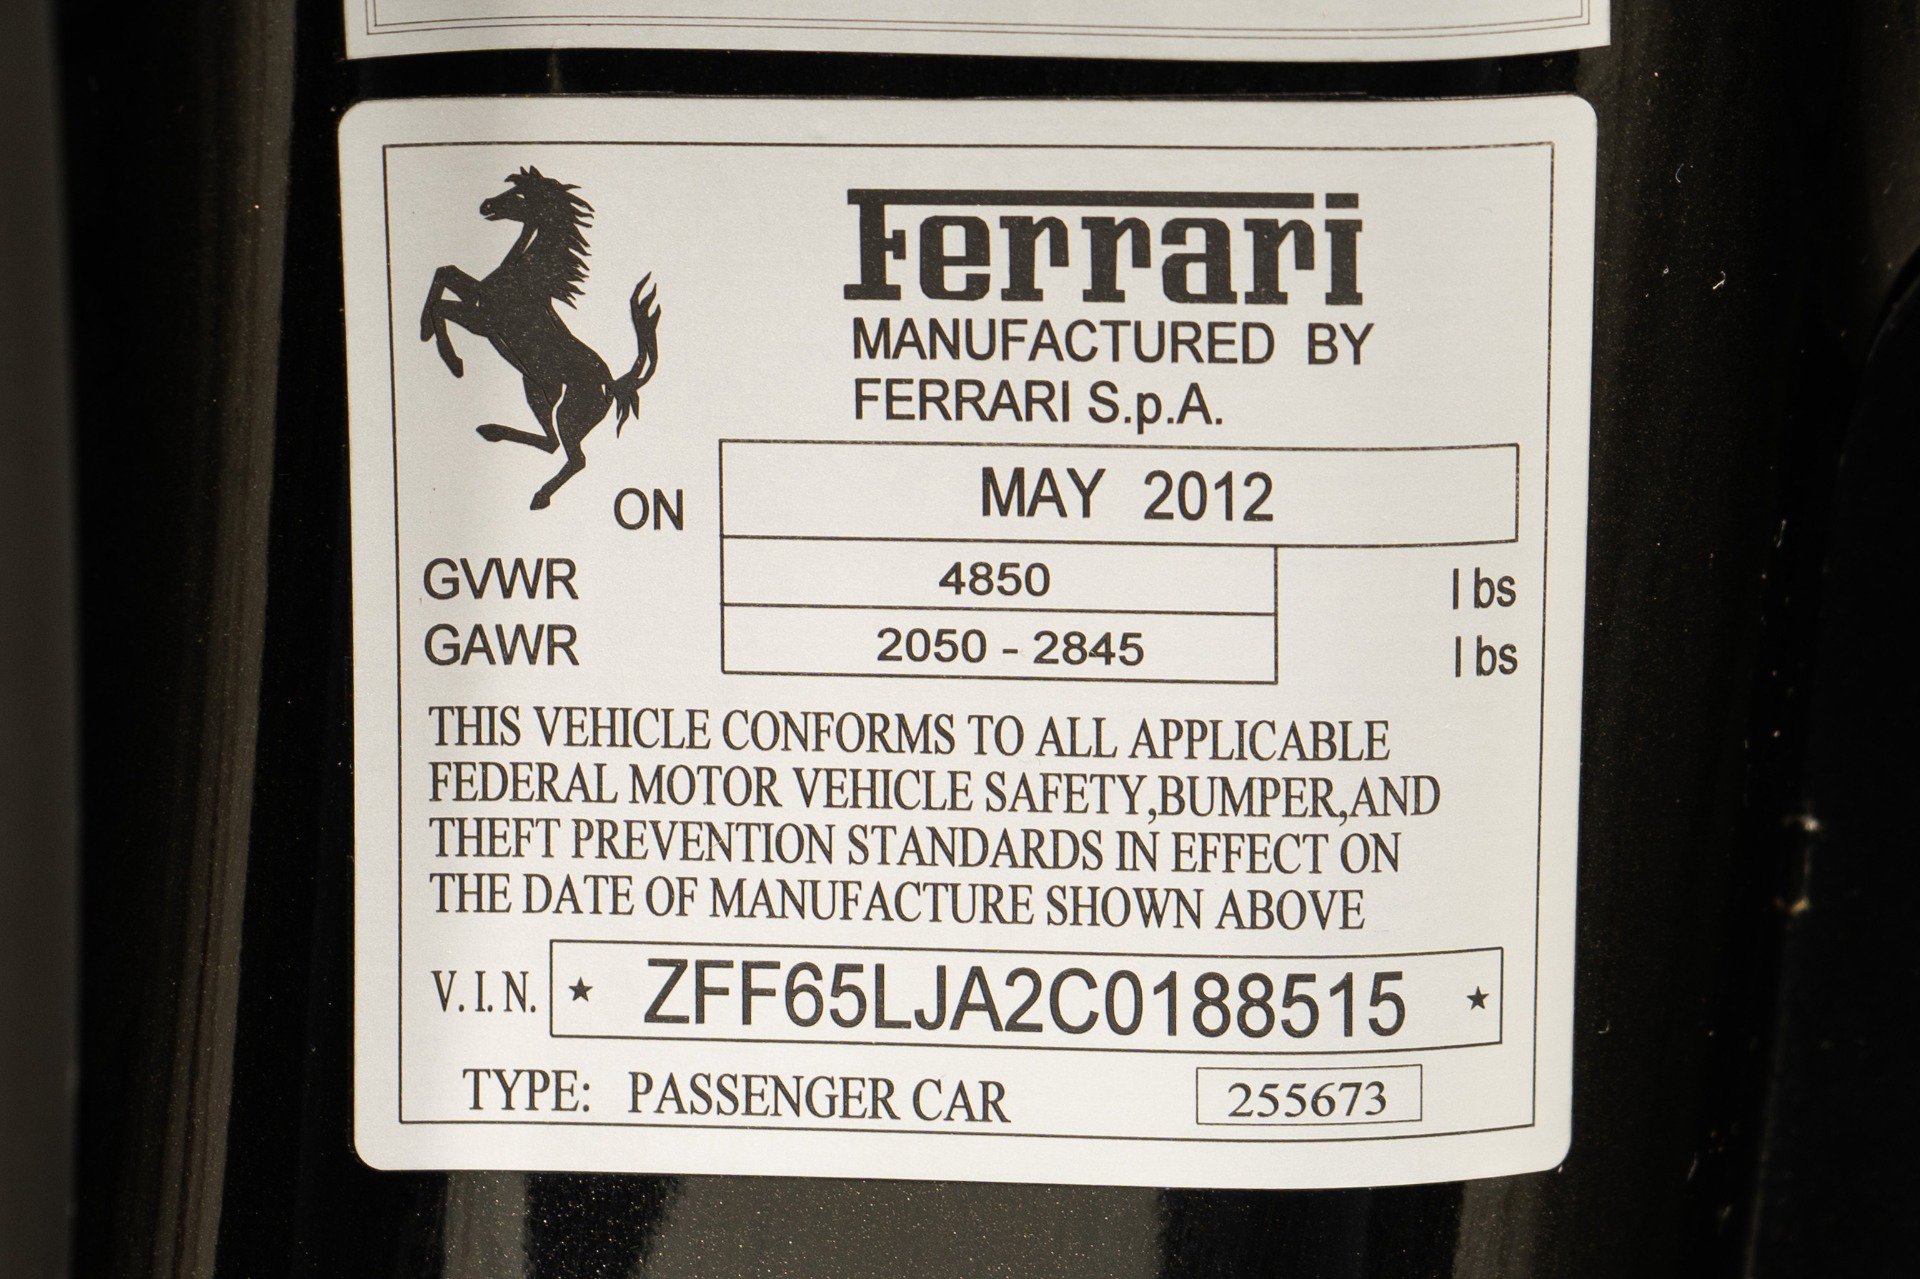 Ferrari
MANUFACTURED BY
FERRARI S.p.A.
ON MAY 2012
GVWR 4850 lbs
GAWR 2050 - 2845 lbs
THIS VEHICLE CONFORMS TO ALL APPLICABLE
FEDERAL MOTOR VEHICLE SAFETY,BUMPER,AND
THEFT PREVENTION STANDARDS IN EFFECT ON
THE DATE OF MANUFACTURE SHOWN ABOVE
V.I.N. ★ ZFF65LJA2C0188515 ★
TYPE: PASSENGER CAR 255673